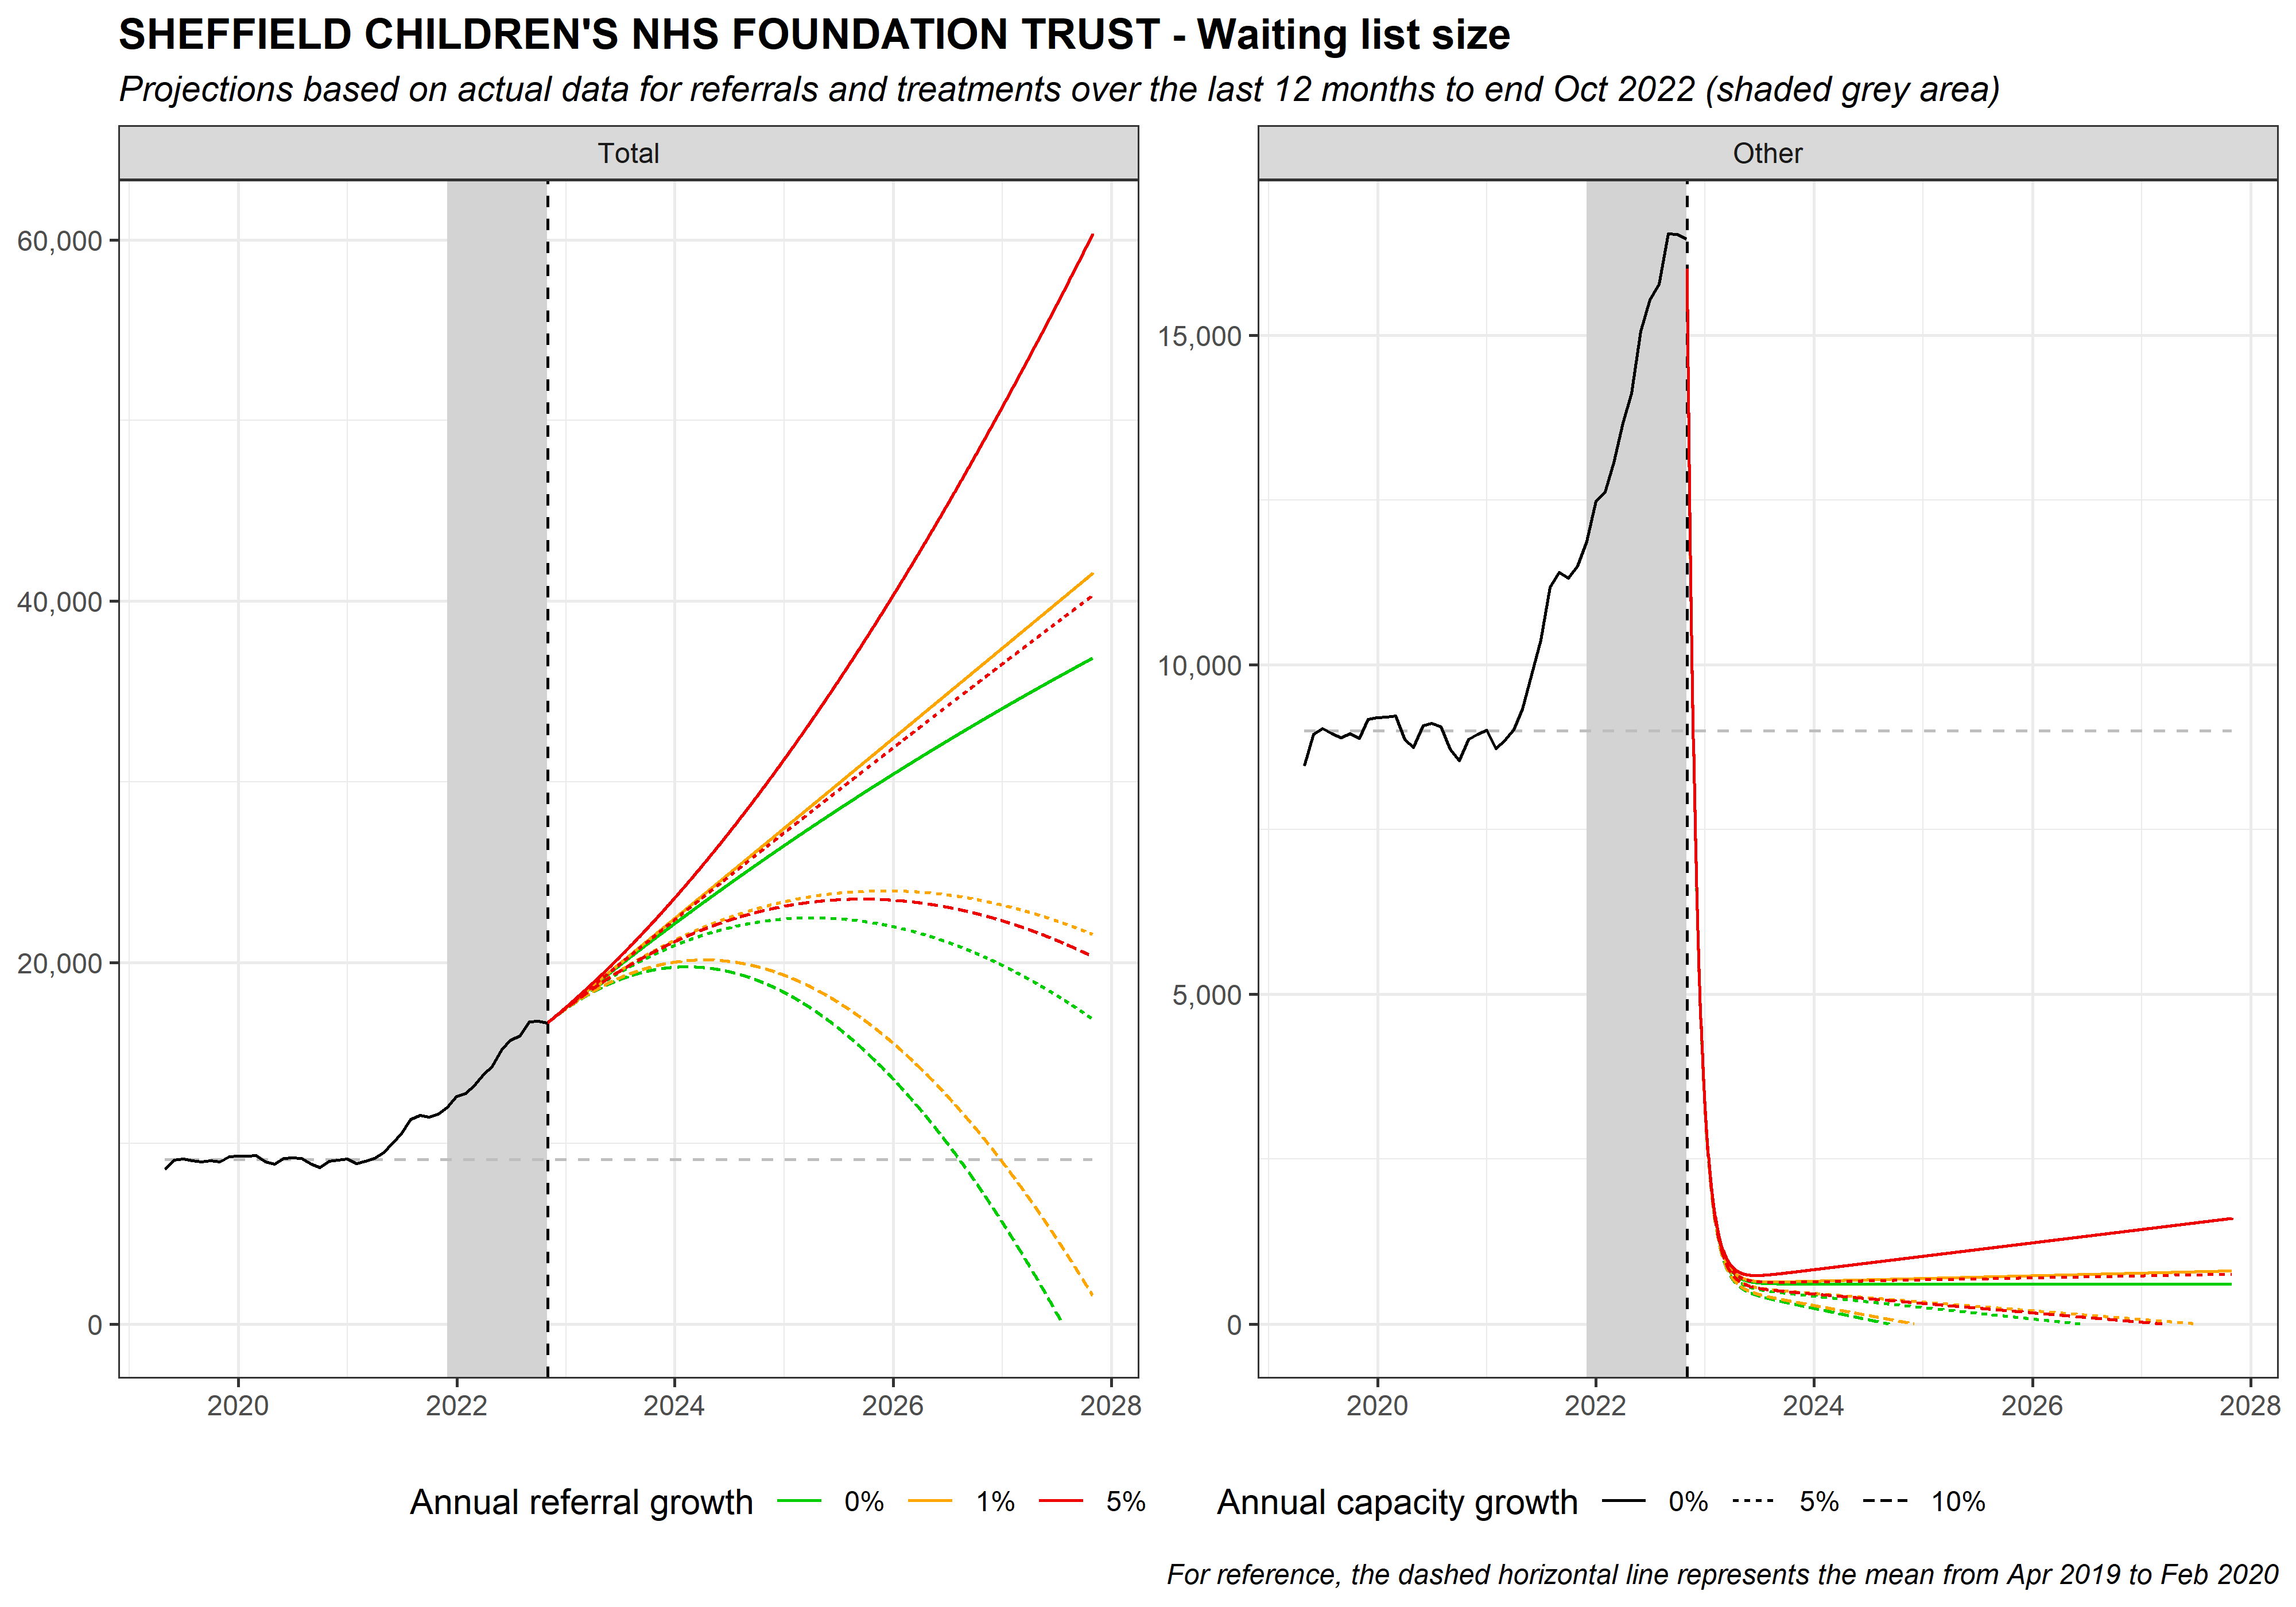 SHEFFIELD CHILDREN'S NHS FOUNDATION TRUST - Waiting list size
Projections based on actual data for referrals and treatments over the last 12 months to end Oct 2022 (shaded grey area)
Total
60,000
40,000
20,000
0
2020 2022 2024 2026 2028
Other
15,000
10,000
5,000
0
2020 2022 2024 2026 2028
Annual referral growth 0% 1% 5% Annual capacity growth 0% 5% 10%
For reference, the dashed horizontal line represents the mean from Apr 2019 to Feb 2020